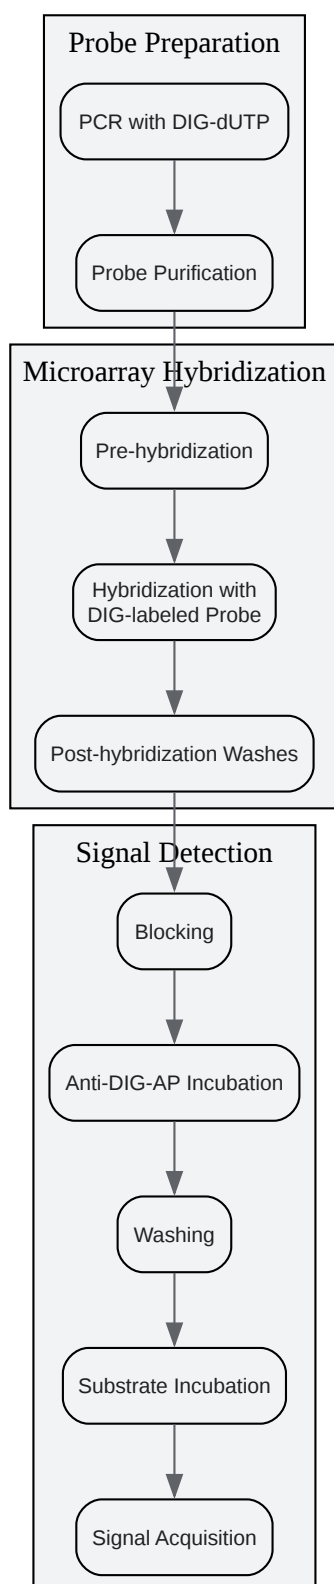 Probe Preparation
PCR with DIG-dUTP
Probe Purification
Microarray Hybridization
Pre-hybridization
Hybridization with
DIG-labeled Probe
Post-hybridization Washes
Signal Detection
Blocking
Anti-DIG-AP Incubation
Washing
Substrate Incubation
Signal Acquisition